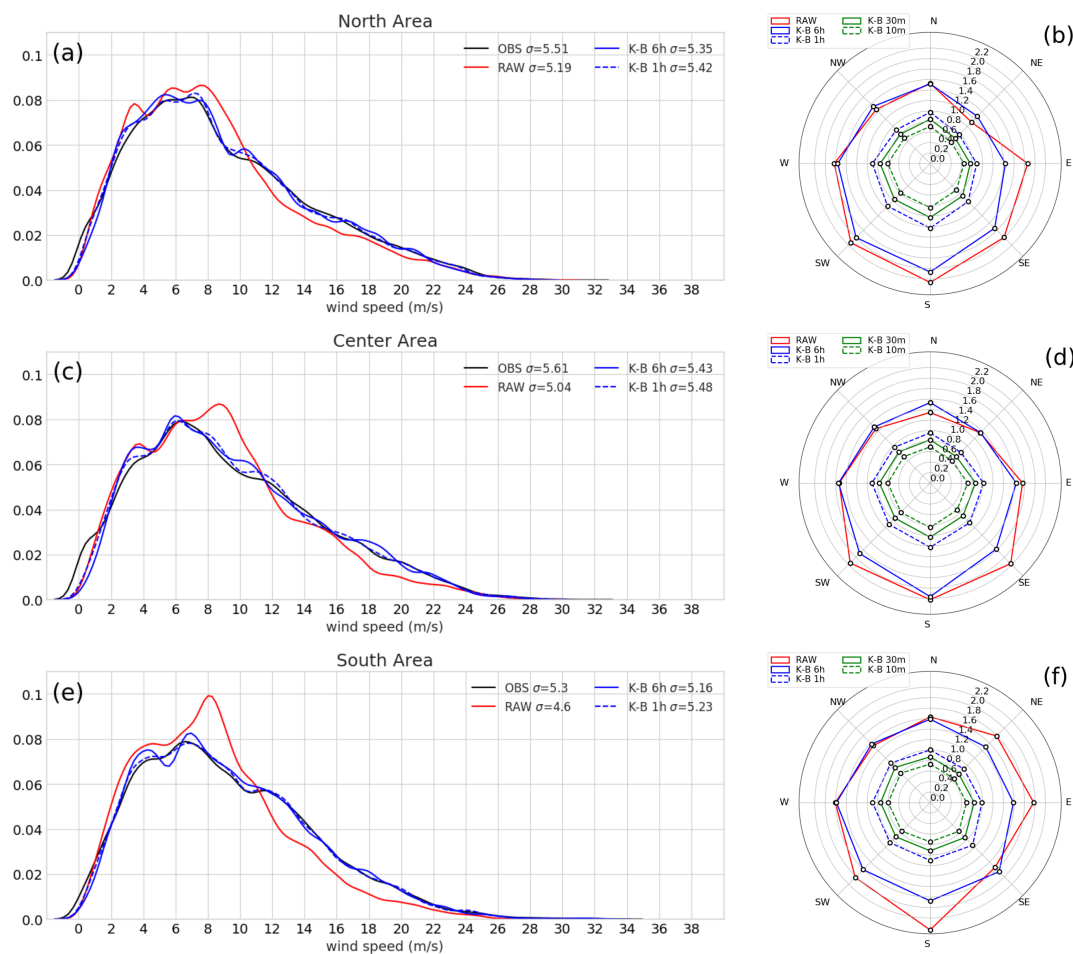 North Area
(a)
OBS σ=5.51 K-B 6h σ=5.35
RAW σ=5.19 K-B 1h σ=5.42
0.1
0.08
0.06
0.04
0.02
0.0
0 2 4 6 8 10 12 14 16 18 20 22 24 26 28 30 32 34 36 38
wind speed (m/s)
RAW K-B 30m
K-B 6h K-B 10m
K-B 1h
(b)
N
NW NE
W E
SW SE
S
2.2
2.0
1.8
1.6
1.4
1.2
1.0
0.8
0.6
0.4
0.2
0.0
Center Area
(c)
OBS σ=5.61 K-B 6h σ=5.43
RAW σ=5.04 K-B 1h σ=5.48
0.1
0.08
0.06
0.04
0.02
0.0
0 2 4 6 8 10 12 14 16 18 20 22 24 26 28 30 32 34 36 38
wind speed (m/s)
RAW K-B 30m
K-B 6h K-B 10m
K-B 1h
(d)
N
NW NE
W E
SW SE
S
2.2
2.0
1.8
1.6
1.4
1.2
1.0
0.8
0.6
0.4
0.2
0.0
South Area
(e)
OBS σ=5.3 K-B 6h σ=5.16
RAW σ=4.6 K-B 1h σ=5.23
0.1
0.08
0.06
0.04
0.02
0.0
0 2 4 6 8 10 12 14 16 18 20 22 24 26 28 30 32 34 36 38
wind speed (m/s)
RAW K-B 30m
K-B 6h K-B 10m
K-B 1h
(f)
N
NW NE
W E
SW SE
S
2.2
2.0
1.8
1.6
1.4
1.2
1.0
0.8
0.6
0.4
0.2
0.0